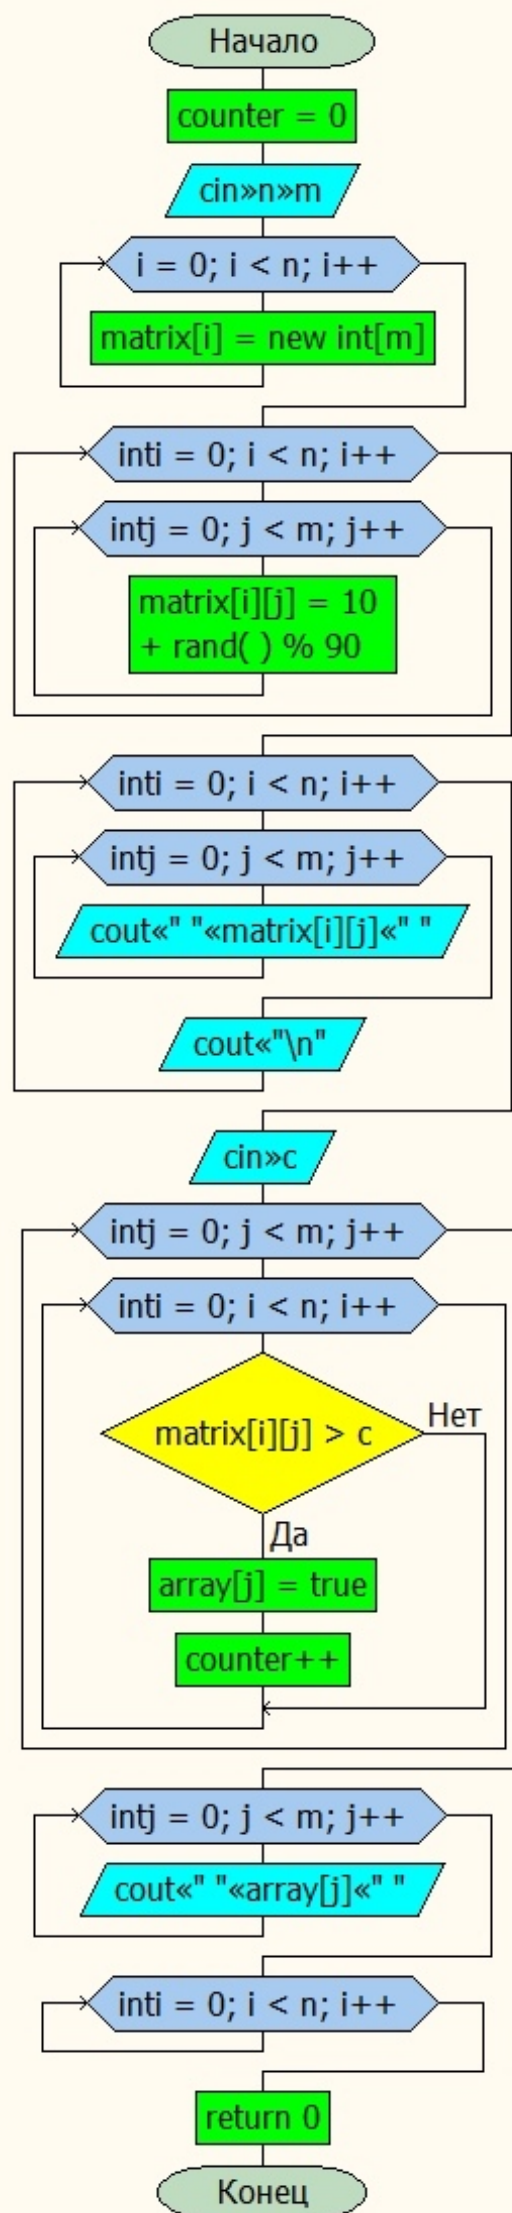 Начало
counter = 0
cin»n»m
i = 0; i < n; i++
matrix[i] = new int[m]
inti = 0; i < n; i++
intj = 0; j < m; j++
matrix[i][j] = 10
+ rand( ) % 90
inti = 0; i < n; i++
intj = 0; j < m; j++
cout«" "«matrix[i][j]«" "
cout«"\n"
cin»c
intj = 0; j < m; j++
inti = 0; i < n; i++
matrix[i][j] > c
Нет
Да
array[j] = true
counter++
intj = 0; j < m; j++
cout«" "«array[j]«" "
inti = 0; i < n; i++
return 0
Конец